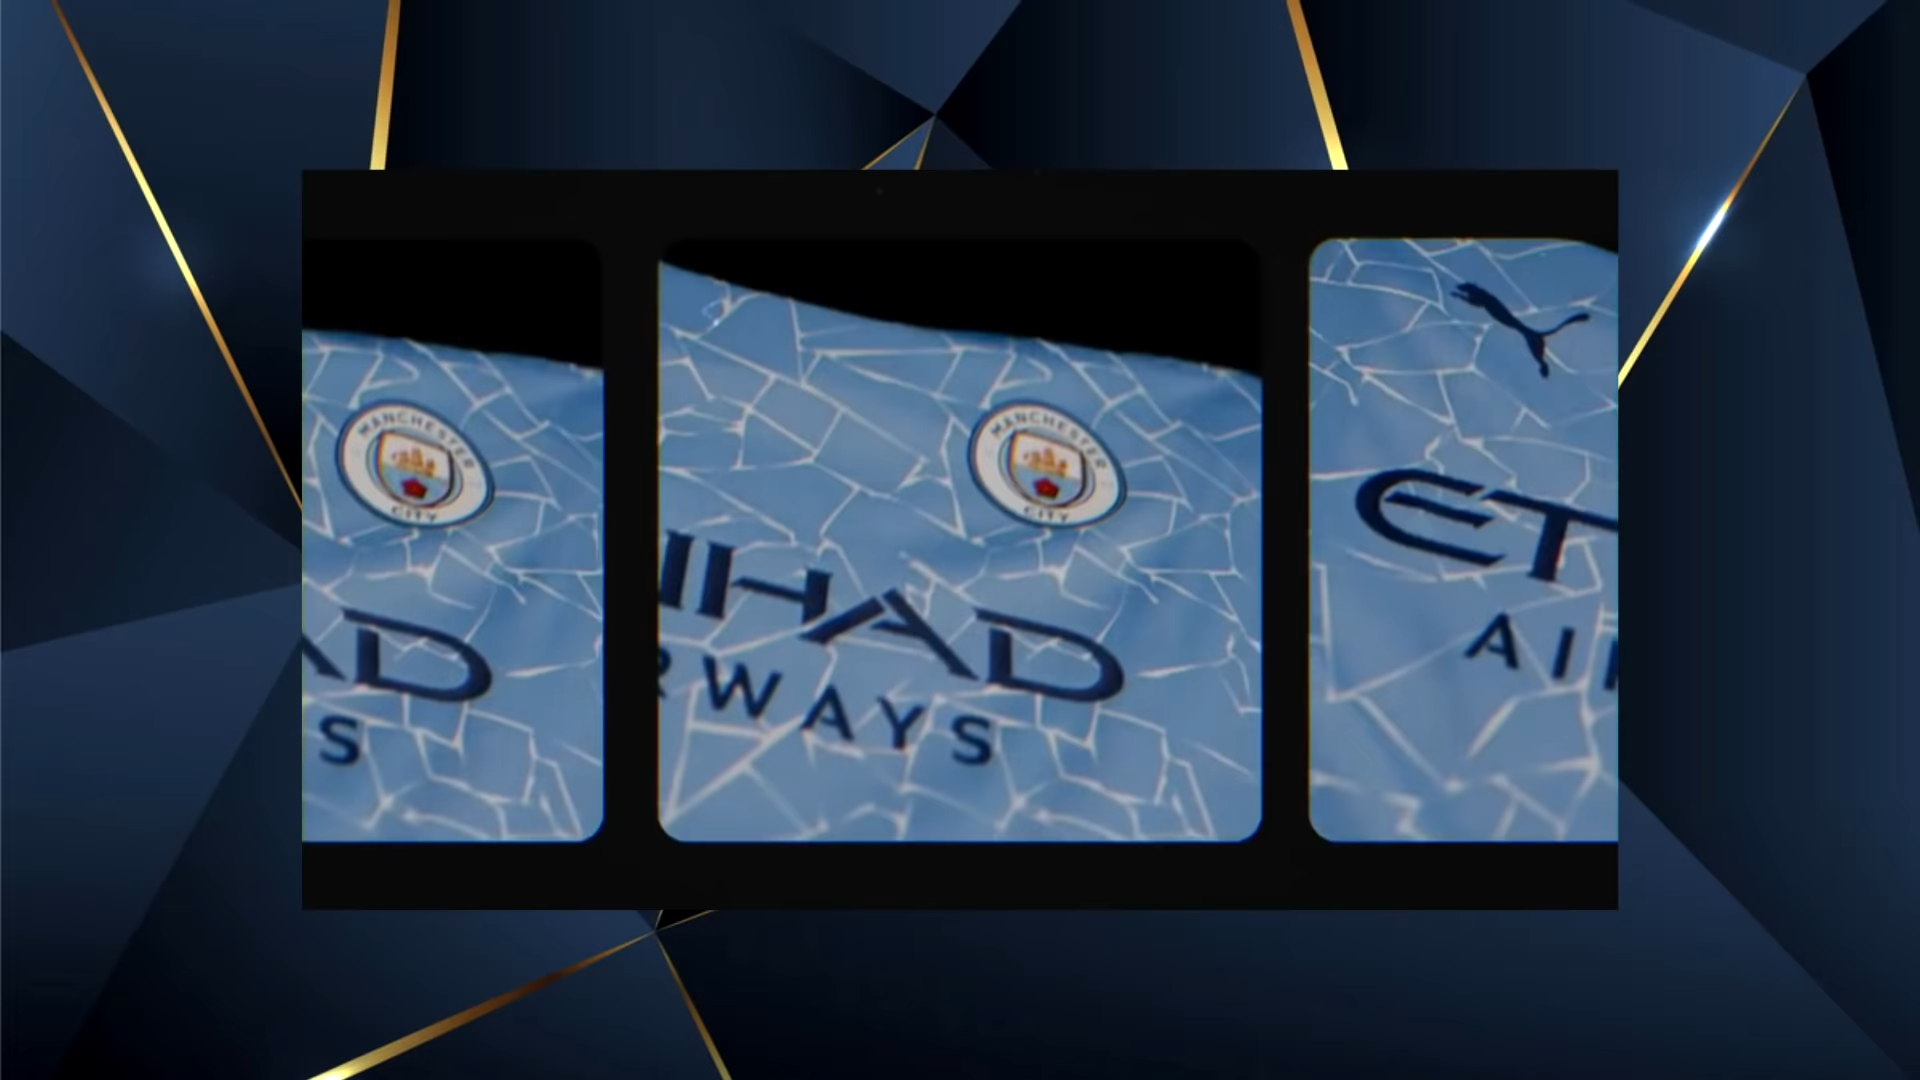 MANCHESTER
CITY
AD
S
MANCHESTER
CITY
IHAD
RWAYS
ET
AI